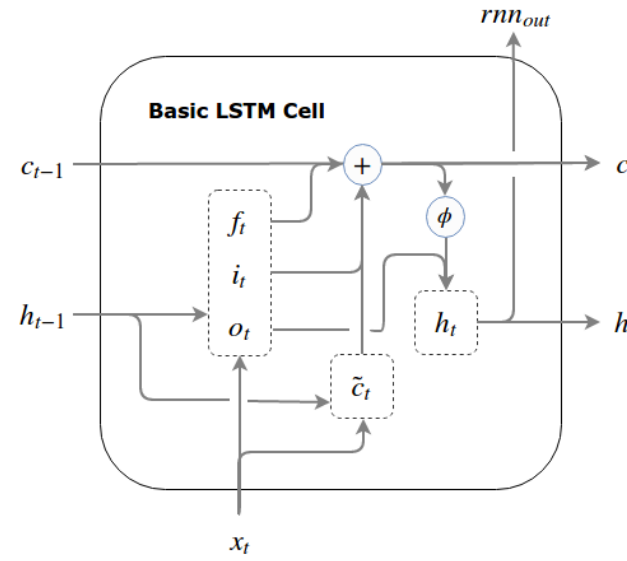 rnn_out
Basic LSTM Cell
c_{t−1} + c
f_t ϕ
i_t
h_{t−1} o_t h_t h
c̃_t
x_t